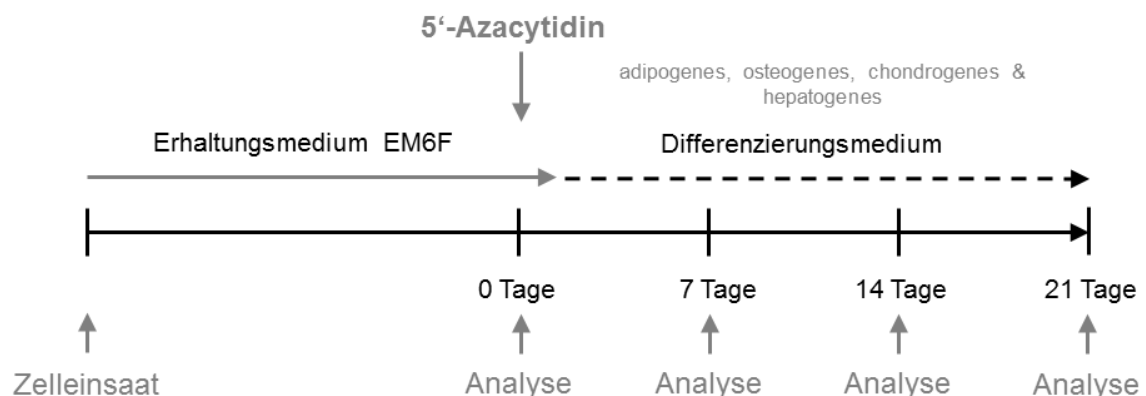 5‘-Azacytidin
adipogenes, osteogenes, chondrogenes &
hepatogenes
Erhaltungsmedium EM6F
Differenzierungsmedium
0 Tage
7 Tage
14 Tage
21 Tage
Zelleinsaat
Analyse
Analyse
Analyse
Analyse